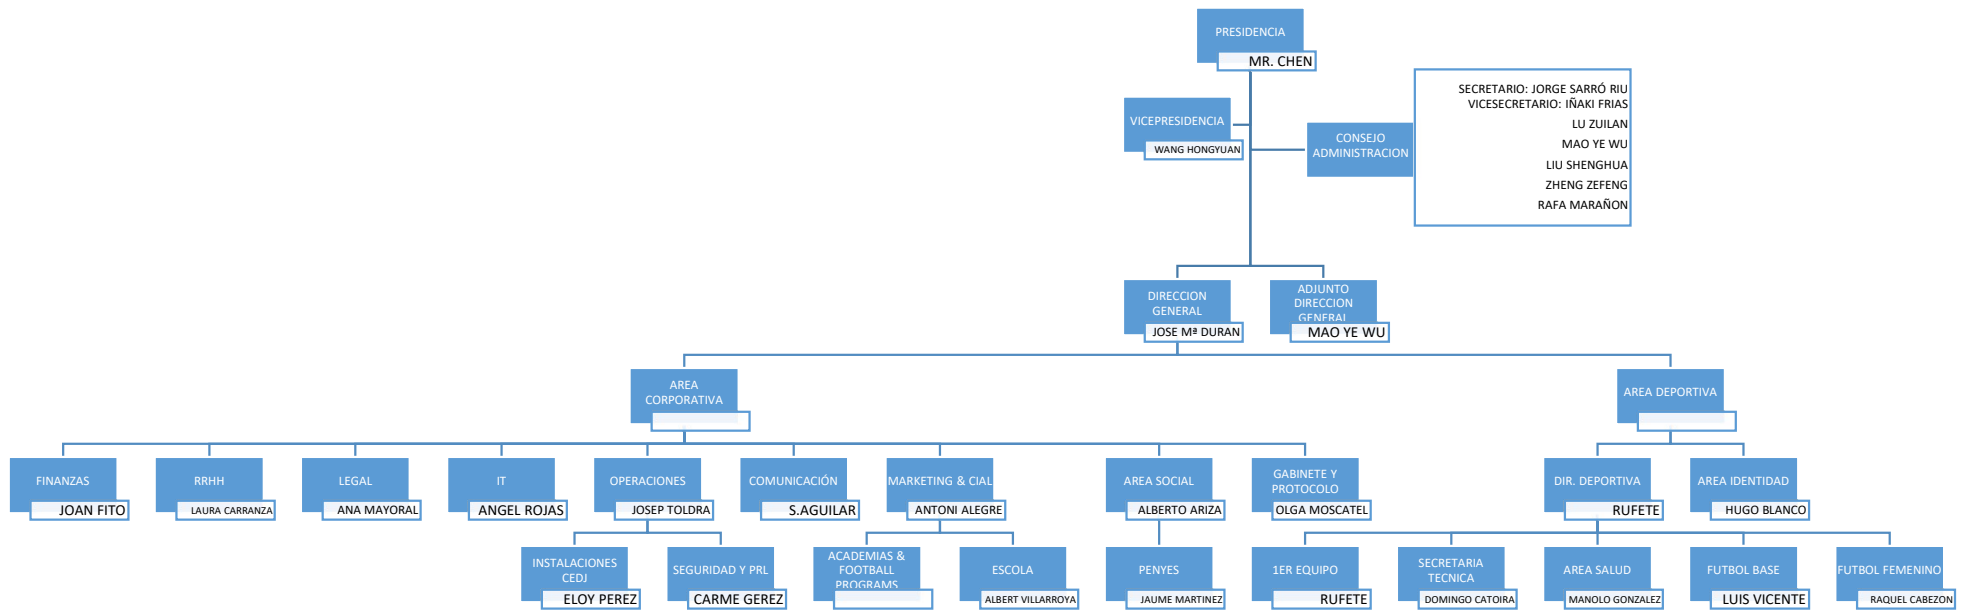 PRESIDENCIA
MR. CHEN
VICEPRESIDENCIA
WANG HONGYUAN
CONSEJO
ADMINISTRACION
SECRETARIO: JORGE SARRÓ RIU
VICESECRETARIO: IÑAKI FRIAS
LU ZUILAN
MAO YE WU
LIU SHENGHUA
ZHENG ZEFENG
RAFA MARAÑON
DIRECCION
GENERAL
JOSE Mª DURAN
ADJUNTO
DIRECCION
GENERAL
MAO YE WU
AREA
CORPORATIVA
AREA DEPORTIVA
FINANZAS
JOAN FITO
RRHH
LAURA CARRANZA
LEGAL
ANA MAYORAL
IT
ANGEL ROJAS
OPERACIONES
JOSEP TOLDRA
COMUNICACIÓN
S.AGUILAR
MARKETING & CIAL
ANTONI ALEGRE
AREA SOCIAL
ALBERTO ARIZA
GABINETE Y
PROTOCOLO
OLGA MOSCATEL
DIR. DEPORTIVA
RUFETE
AREA IDENTIDAD
HUGO BLANCO
INSTALACIONES
CEDJ
ELOY PEREZ
SEGURIDAD Y PRL
CARME GEREZ
ACADEMIAS &
FOOTBALL
PROGRAMS
ESCOLA
ALBERT VILLARROYA
PENYES
JAUME MARTINEZ
1ER EQUIPO
RUFETE
SECRETARIA
TECNICA
DOMINGO CATOIRA
AREA SALUD
MANOLO GONZALEZ
FUTBOL BASE
LUIS VICENTE
FUTBOL FEMENINO
RAQUEL CABEZON